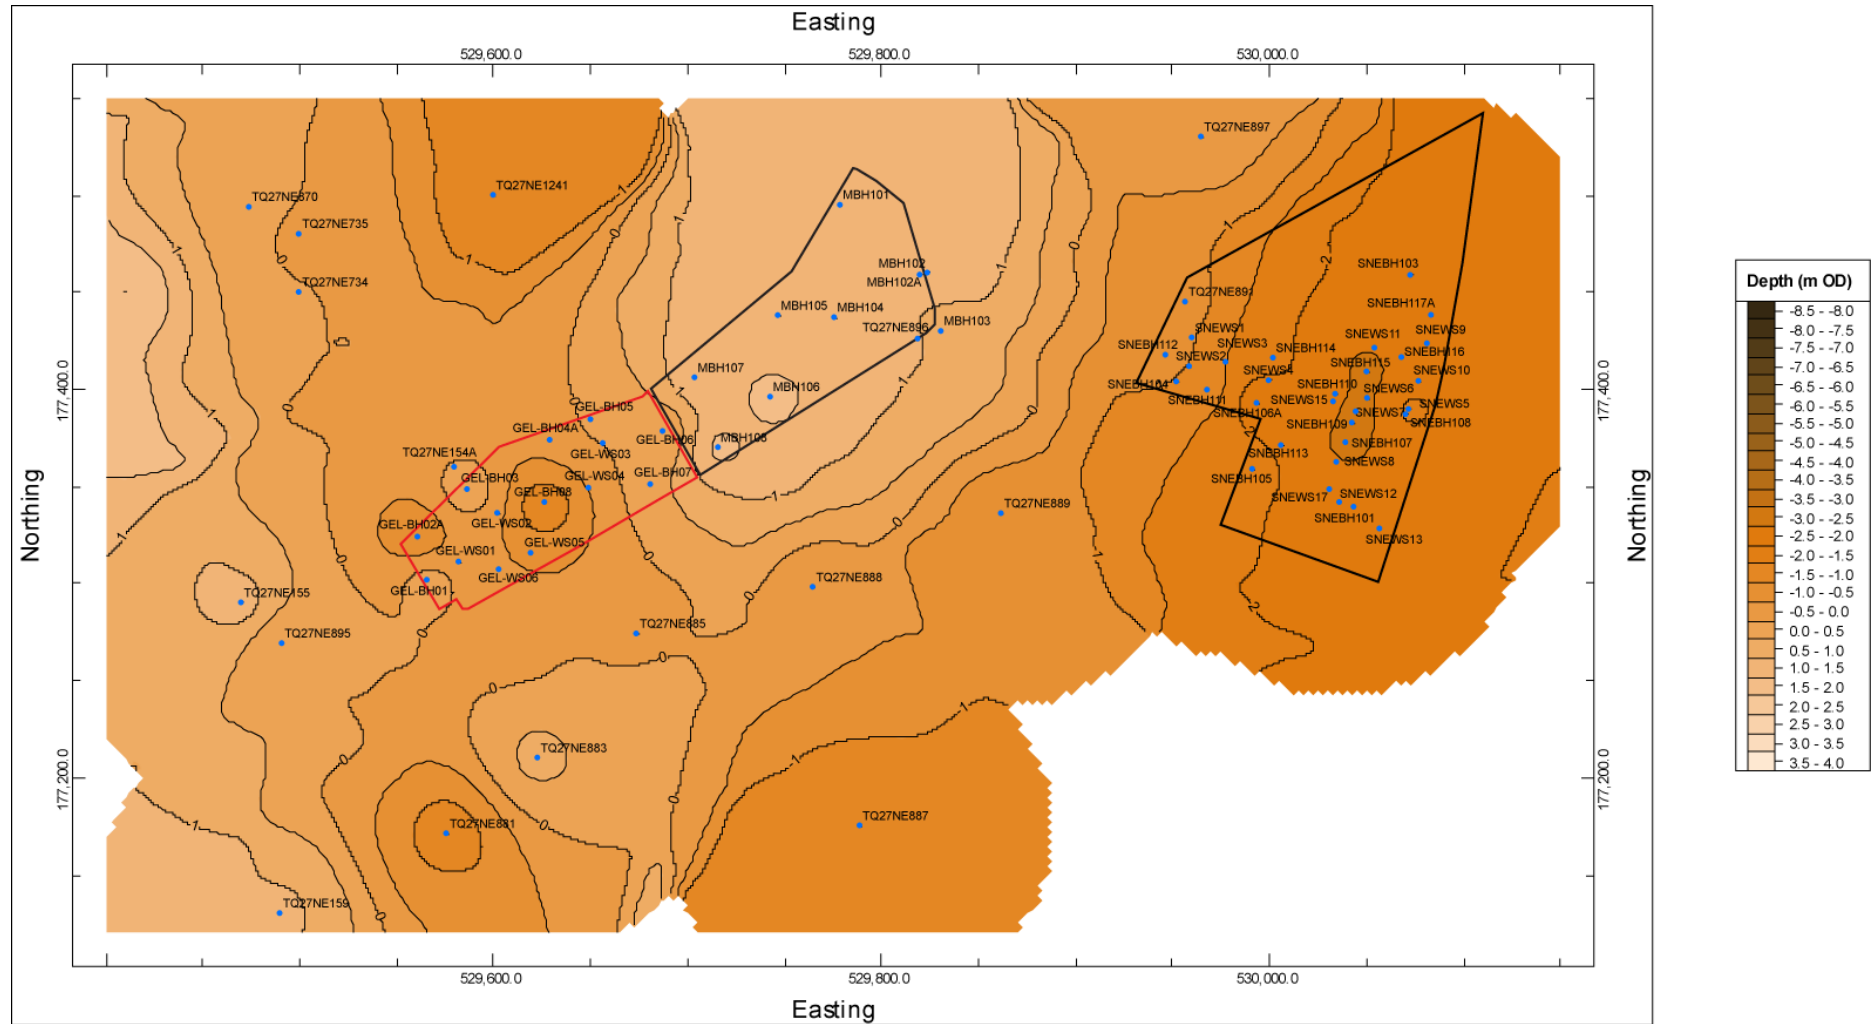 Easting
529,600.0
529,800.0
530,000.0
TQ27NE897
TQ27NE870
TQ27NE1241
MBH101
TQ27NE735
TQ27NE734
MBH102
MBH102A
SNEBH103
TQ27NE891
MBH105
MBH104
TQ27NE896
MBH103
SNEBH117A
SNEWS1
SNEWS9
SNEWS11
SNEBH112
SNEWS3
SNEBH114
SNEBH116
SNEWS2
SNEBH115
MBH107
SNEWS4
SNEWS10
MBH106
SNEBH104
SNEBH110
SNEWS6
SNEBH111
SNEWS15
SNEWS5
GEL-BH05
SNEBH106A
SNEWS7
GEL-BH04A
SNEBH109
SNEBH108
GEL-BH06
MBH108
SNEBH107
TQ27NE154A
GEL-WS03
SNEBH113
SNEWS8
GEL-BH03
GEL-WS04
GEL-BH07
SNEBH105
GEL-BH08
SNEWS17
SNEWS12
TQ27NE889
GEL-BH02A
GEL-WS02
SNEBH101
GEL-WS05
SNEWS13
GEL-WS01
GEL-WS06
GEL-BH01
TQ27NE888
TQ27NE155
TQ27NE885
TQ27NE895
TQ27NE883
TQ27NE881
TQ27NE887
TQ27NE159
177,400.0
177,200.0
Northing
177,400.0
177,200.0
Northing
529,600.0
529,800.0
530,000.0
Easting
Depth (m OD)
-8.5 - -8.0
-8.0 - -7.5
-7.5 - -7.0
-7.0 - -6.5
-6.5 - -6.0
-6.0 - -5.5
-5.5 - -5.0
-5.0 - -4.5
-4.5 - -4.0
-4.0 - -3.5
-3.5 - -3.0
-3.0 - -2.5
-2.5 - -2.0
-2.0 - -1.5
-1.5 - -1.0
-1.0 - -0.5
-0.5 - 0.0
0.0 - 0.5
0.5 - 1.0
1.0 - 1.5
1.5 - 2.0
2.0 - 2.5
2.5 - 3.0
3.0 - 3.5
3.5 - 4.0